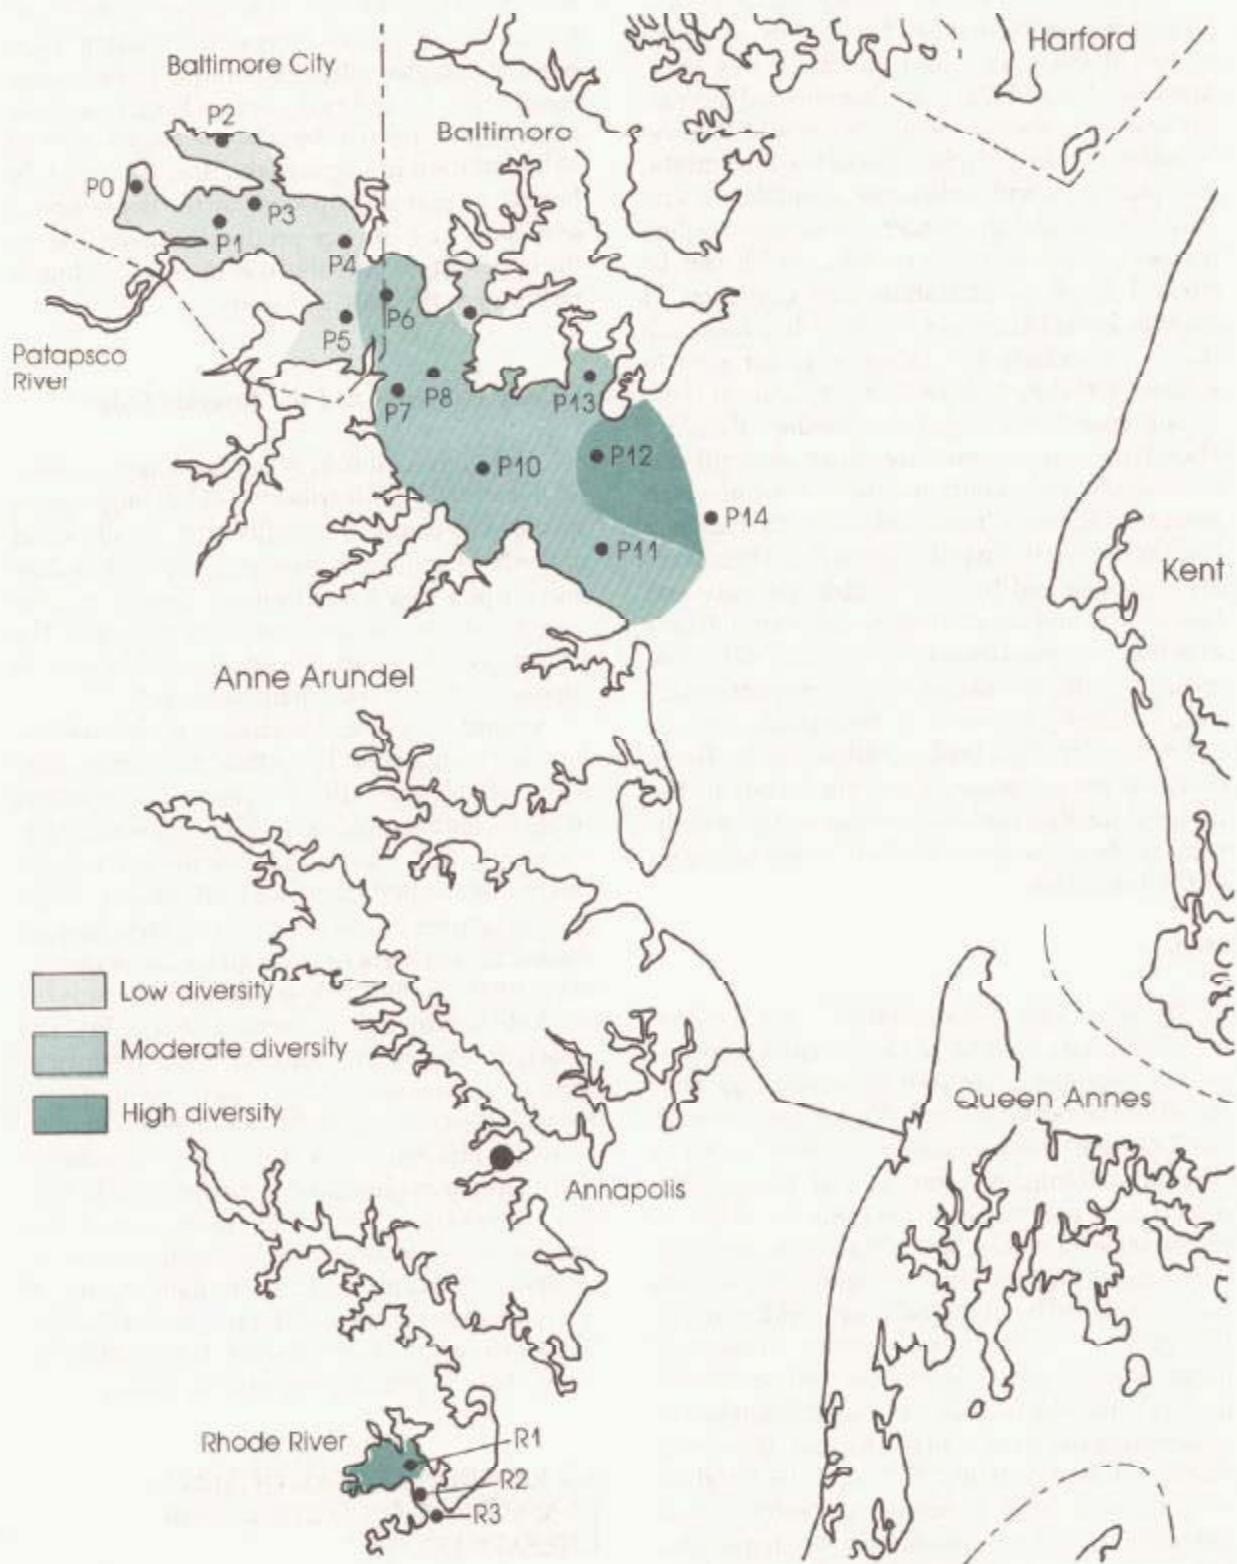 Harford
Baltimore City
Baltimoro
P2
P0
P3
P1
P4
P6
P5
Patapsco
River
P7
P8
P13
P12
P10
P14
P11
Kent
Anne Arundel
Low diversity
Moderate diversity
High diversity
Queen Annes
Annapolis
Rhode River
R1
R2
R3